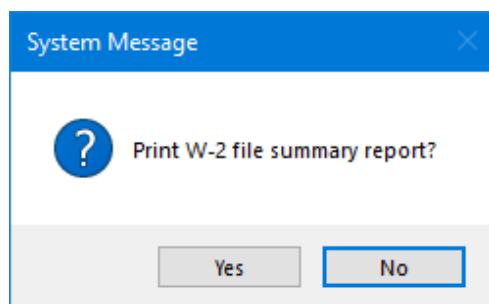 System Message
?
Print W-2 file summary report?
Yes No